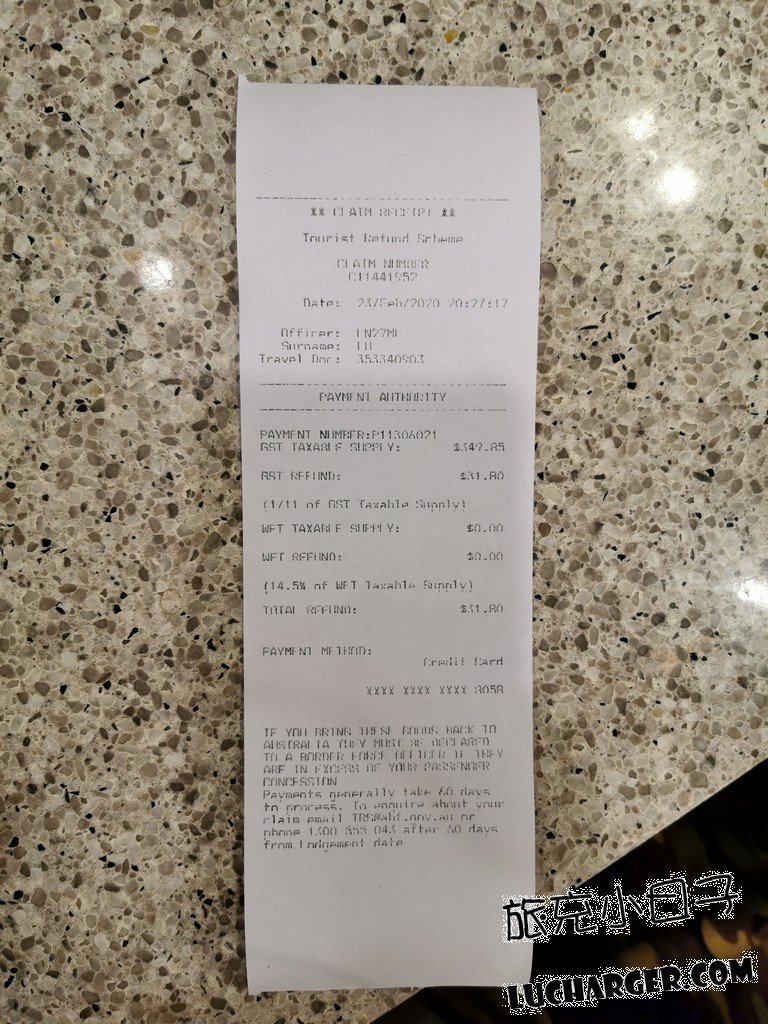 ** CLAIM RECEIPT **
Tourist Refund Scheme
CLAIM NUMBER
C11441952
Date: 23/Feb/2020 20:27:17
Officer:
Surname: LU
Travel Doc: 353340903
PAYMENT AUTHORITY
PAYMENT NUMBER:P11306021
GST TAXABLE SUPPLY: $349.85
GST REFUND: $31.80
(1/11 of GST Taxable Supply)
WET TAXABLE SUPPLY: $0.00
WET REFUND: $0.00
(14.5% of WET Taxable Supply)
TOTAL REFUND: $31.80
PAYMENT METHOD:
Credit Card
XXXX XXXX XXXX
IF YOU BRING THESE GOODS BACK TO
AUSTRALIA THEY MUST BE DECLARED
TO A BORDER FORCE OFFICER IF THEY
ARE IN EXCESS OF YOUR PASSENGER
CONCESSION
Payments generally take 60 days
to process. To enquire about your
claim email TRS@abf.gov.au or
phone 1300 555 043 after 60 days
from lodgement date
旅充小日子
LUCHARGER.COM